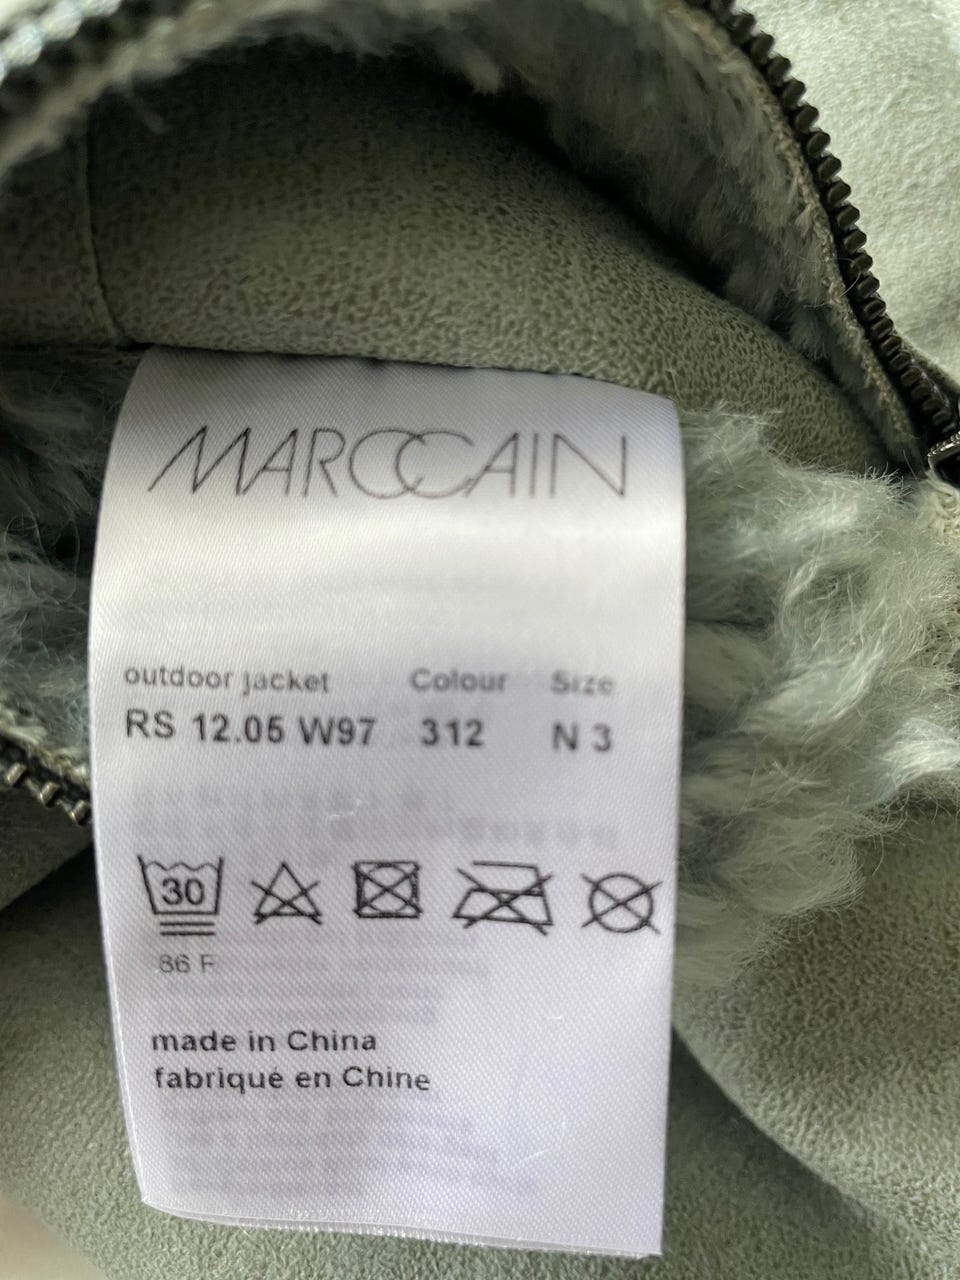 MARCCAIN
outdoor jacket Colour Size
RS 12.05 W97 312 N 3
30
86 F
made in China
fabriqué en Chine